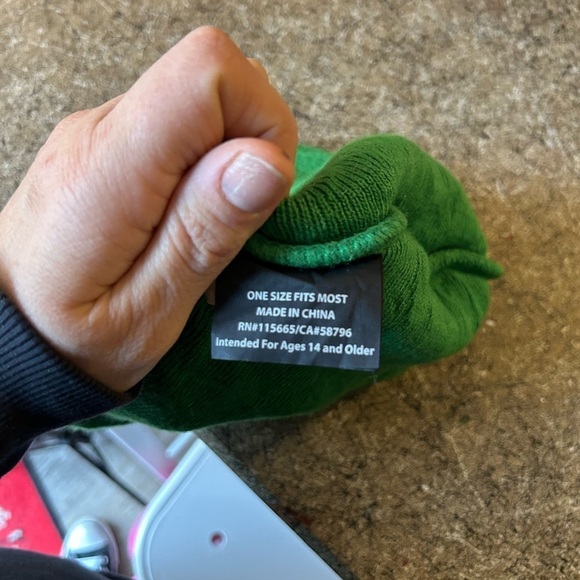 ONE SIZE FITS MOST
MADE IN CHINA
RN#115665/CA#58796
Intended For Ages 14 and Older